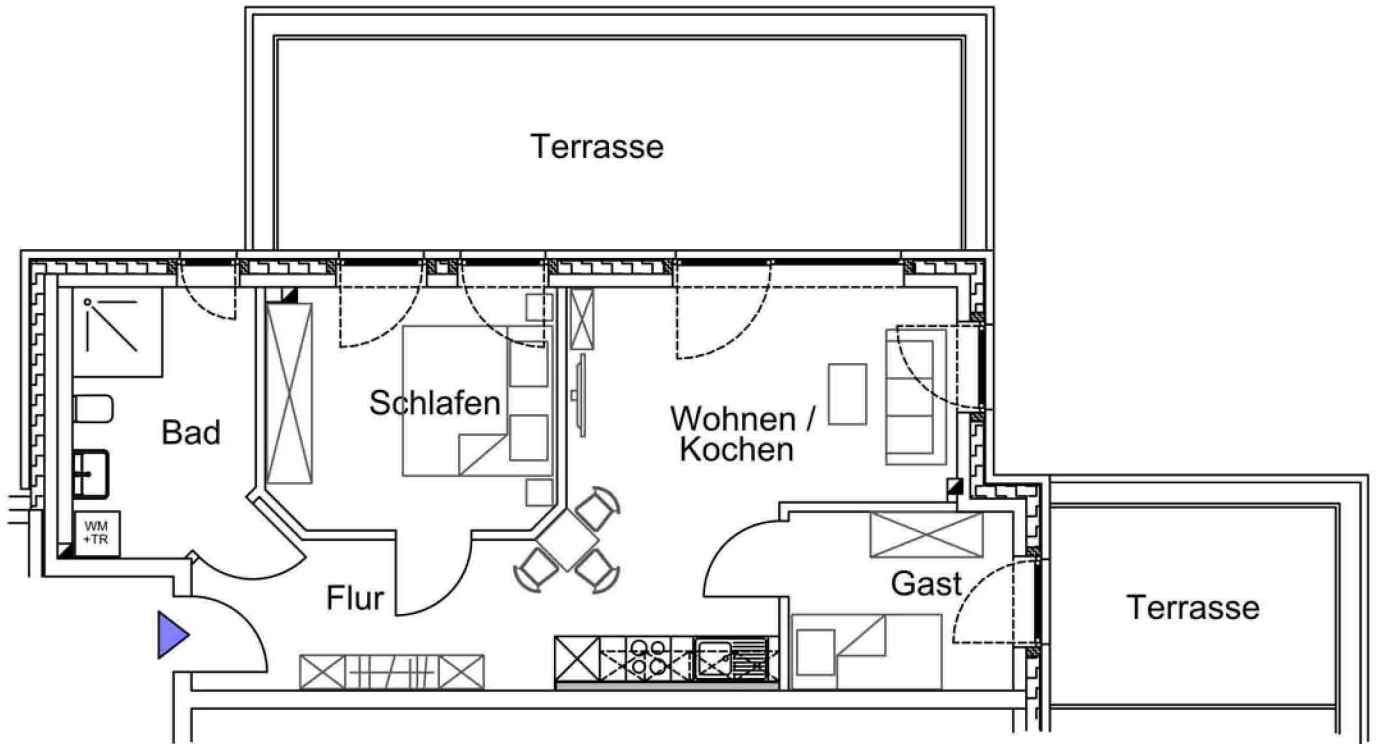 Terrasse
Schlafen
Bad
Wohnen /
Kochen
WM
+TR
Flur
Gast
Terrasse